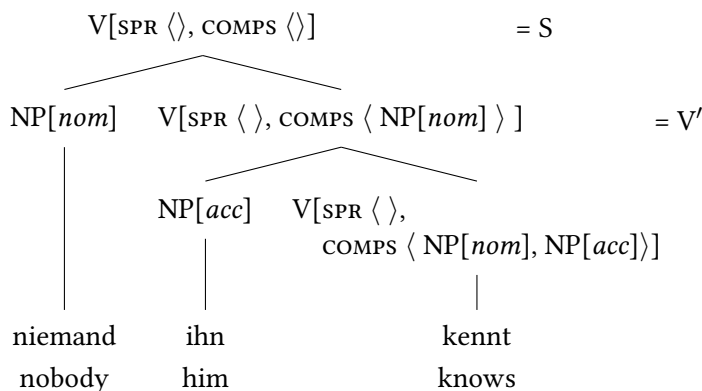 V[SPR ⟨⟩, COMPS ⟨⟩] = S
NP[nom] V[SPR ⟨ ⟩, COMPS ⟨ NP[nom] ⟩ ] = V′
NP[acc] V[SPR ⟨ ⟩,
COMPS ⟨ NP[nom], NP[acc]⟩]
niemand ihn kennt
nobody him knows